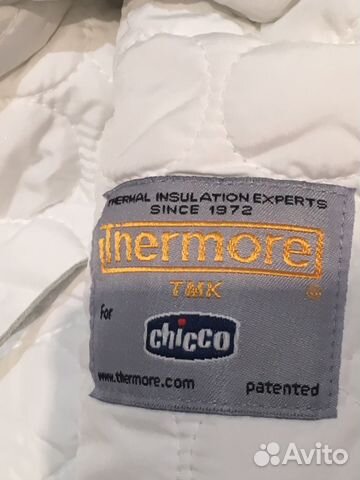 THERMAL INSULATION EXPERTS
SINCE 1972
Thermore
TMK ®
For
chicco
www.thermore.com
patented
Avito